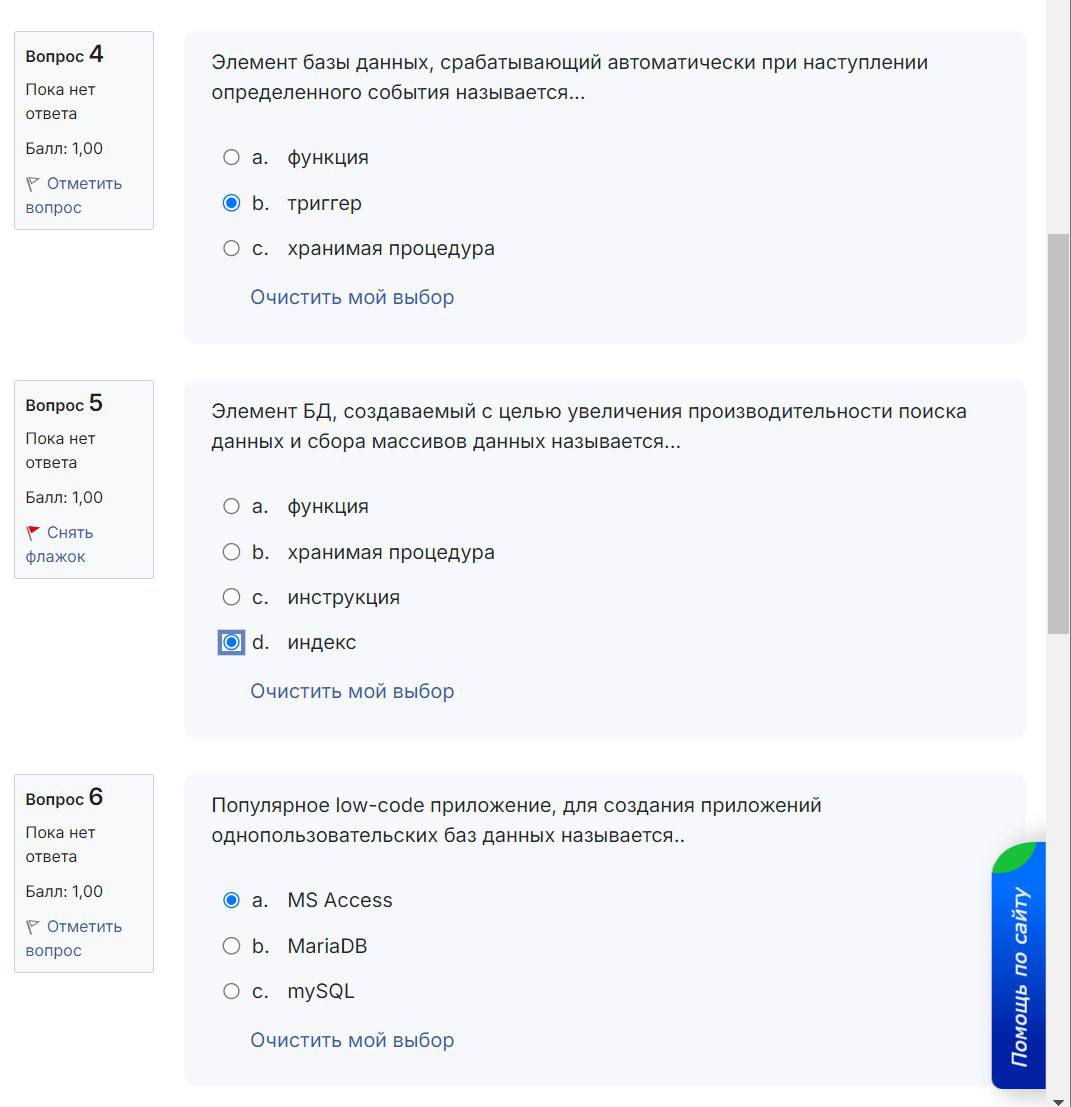 Вопрос 4
Пока нет
ответа
Балл: 1,00
Отметить
вопрос
Элемент базы данных, срабатывающий автоматически при наступлении
определенного события называется...
a. функция
b. триггер
c. хранимая процедура
Очистить мой выбор
Вопрос 5
Пока нет
ответа
Балл: 1,00
Снять
флажок
Элемент БД, создаваемый с целью увеличения производительности поиска
данных и сбора массивов данных называется...
a. функция
b. хранимая процедура
c. инструкция
d. индекс
Очистить мой выбор
Вопрос 6
Пока нет
ответа
Балл: 1,00
Отметить
вопрос
Популярное low-code приложение, для создания приложений
однопользовательских баз данных называется..
a. MS Access
b. MariaDB
c. mySQL
Очистить мой выбор
Помощь по сайту